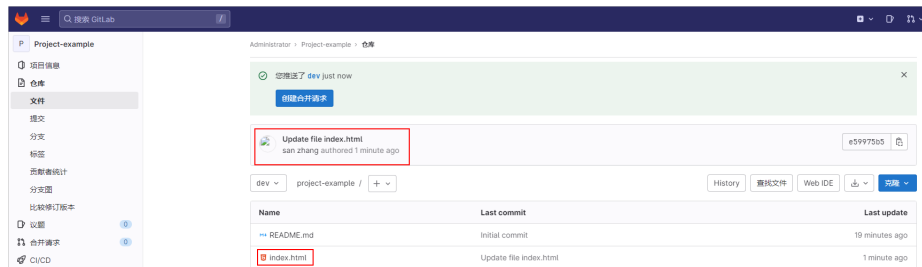 搜索 GitLab /
P Project-example
项目信息
仓库
文件
提交
分支
标签
贡献者统计
分支图
比较修订版本
议题 0
合并请求 0
CI/CD
Administrator > Project-example > 仓库
您推送了 dev just now
创建合并请求
Update file index.html
san zhang authored 1 minute ago
e59975b5
dev project-example / +
History 查找文件 Web IDE 克隆
Name Last commit Last update
README.md Initial commit 19 minutes ago
index.html Update file index.html 1 minute ago